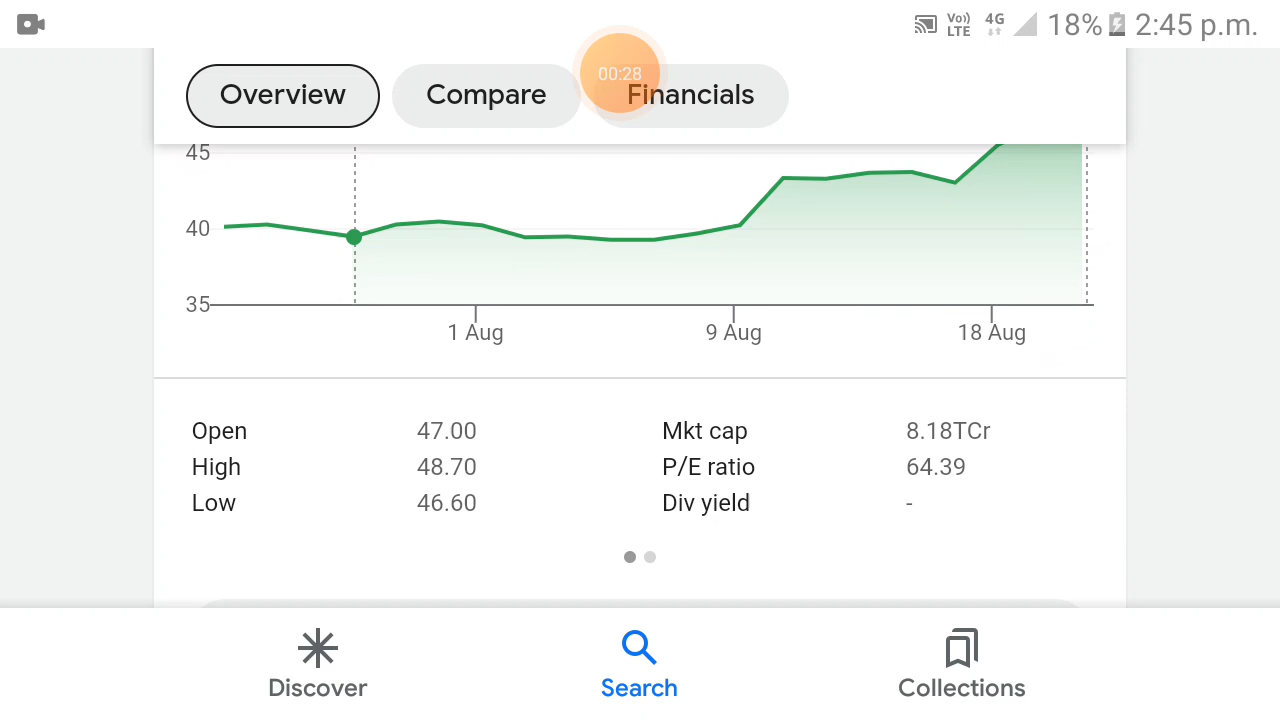 Vo)) LTE 4G 18% 2:45 p.m.
00:28
Overview Compare Financials
45
40
35
1 Aug 9 Aug 18 Aug
Open 47.00 Mkt cap 8.18TCr
High 48.70 P/E ratio 64.39
Low 46.60 Div yield -
Discover Search Collections